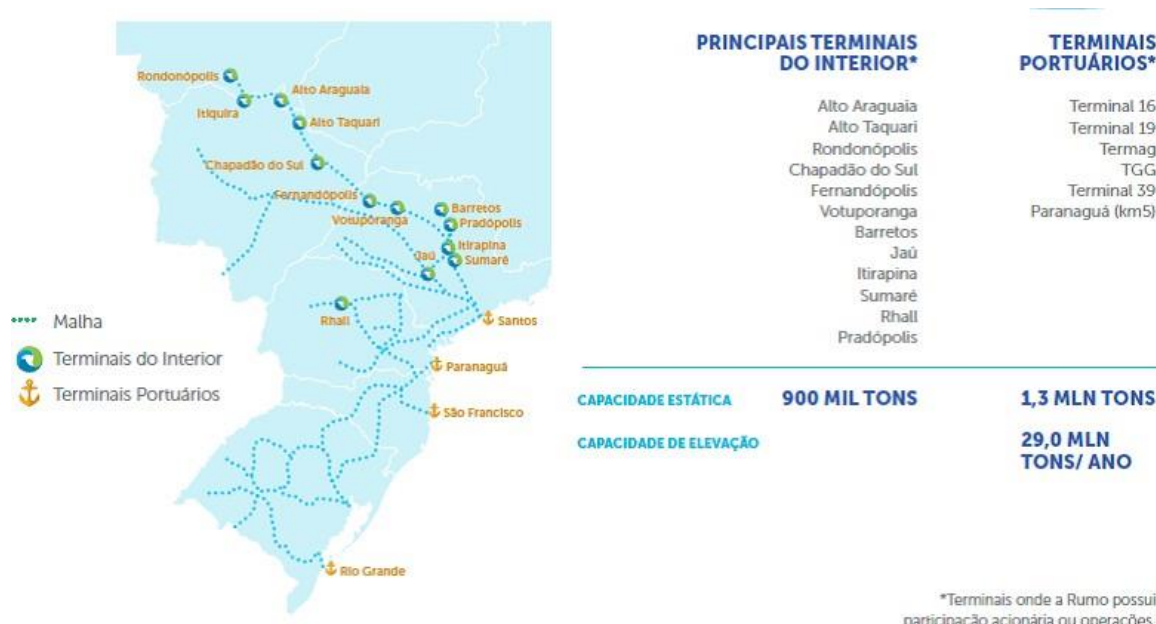 Rondonópolis
Alto Araguaia
Itiquira
Alto Taquari
Chapadão do Sul
Fernandópolis
Votuporanga
Barretos
Pradópolis
Itirapina
Jaú
Sumaré
Rhall
Santos
Paranaguá
São Francisco
Rio Grande
Malha
Terminais do Interior
Terminais Portuários
PRINCIPAIS TERMINAIS
DO INTERIOR*
Alto Araguaia
Alto Taquari
Rondonópolis
Chapadão do Sul
Fernandópolis
Votuporanga
Barretos
Jaú
Itirapina
Sumaré
Rhall
Pradópolis
TERMINAIS
PORTUÁRIOS*
Terminal 16
Terminal 19
Termag
TGG
Terminal 39
Paranaguá (km5)
CAPACIDADE ESTÁTICA 900 MIL TONS 1,3 MLN TONS
CAPACIDADE DE ELEVAÇÃO 29,0 MLN
TONS/ ANO
*Terminais onde a Rumo possui
participação acionária ou operações.